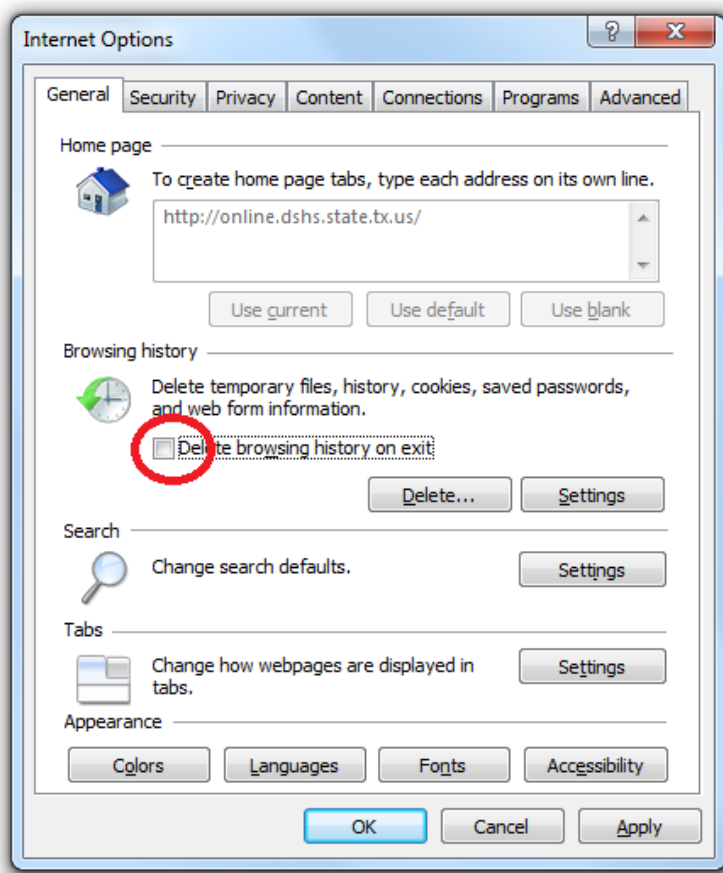 Internet Options
?
X
General Security Privacy Content Connections Programs Advanced
Home page
To create home page tabs, type each address on its own line.
http://online.dshs.state.tx.us/
Use current Use default Use blank
Browsing history
Delete temporary files, history, cookies, saved passwords,
and web form information.
Delete browsing history on exit
Delete... Settings
Search
Change search defaults. Settings
Tabs
Change how webpages are displayed in Settings
tabs.
Appearance
Colors Languages Fonts Accessibility
OK Cancel Apply